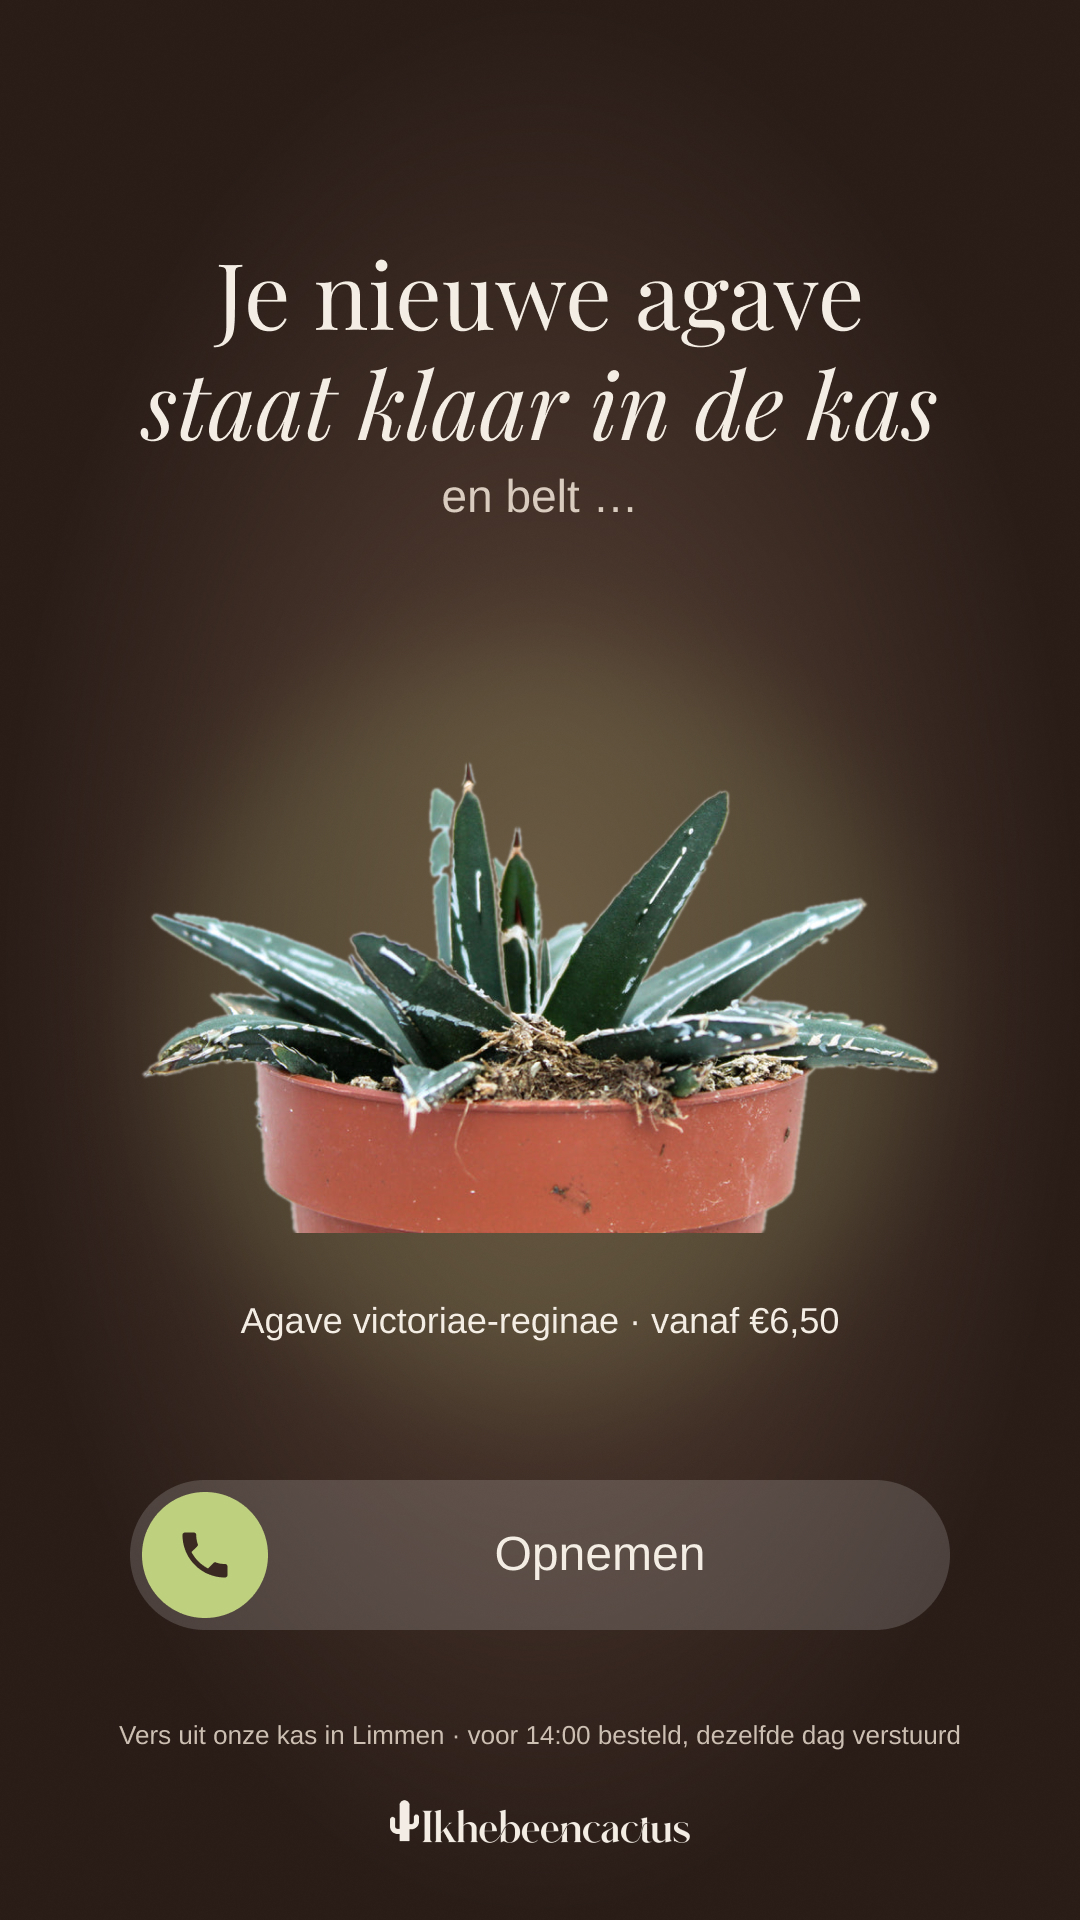 Je nieuwe agave
staat klaar in de kas
en belt …
Agave victoriae-reginae · vanaf €6,50
Opnemen
Vers uit onze kas in Limmen · voor 14:00 besteld, dezelfde dag verstuurd
Ikhebeencactus